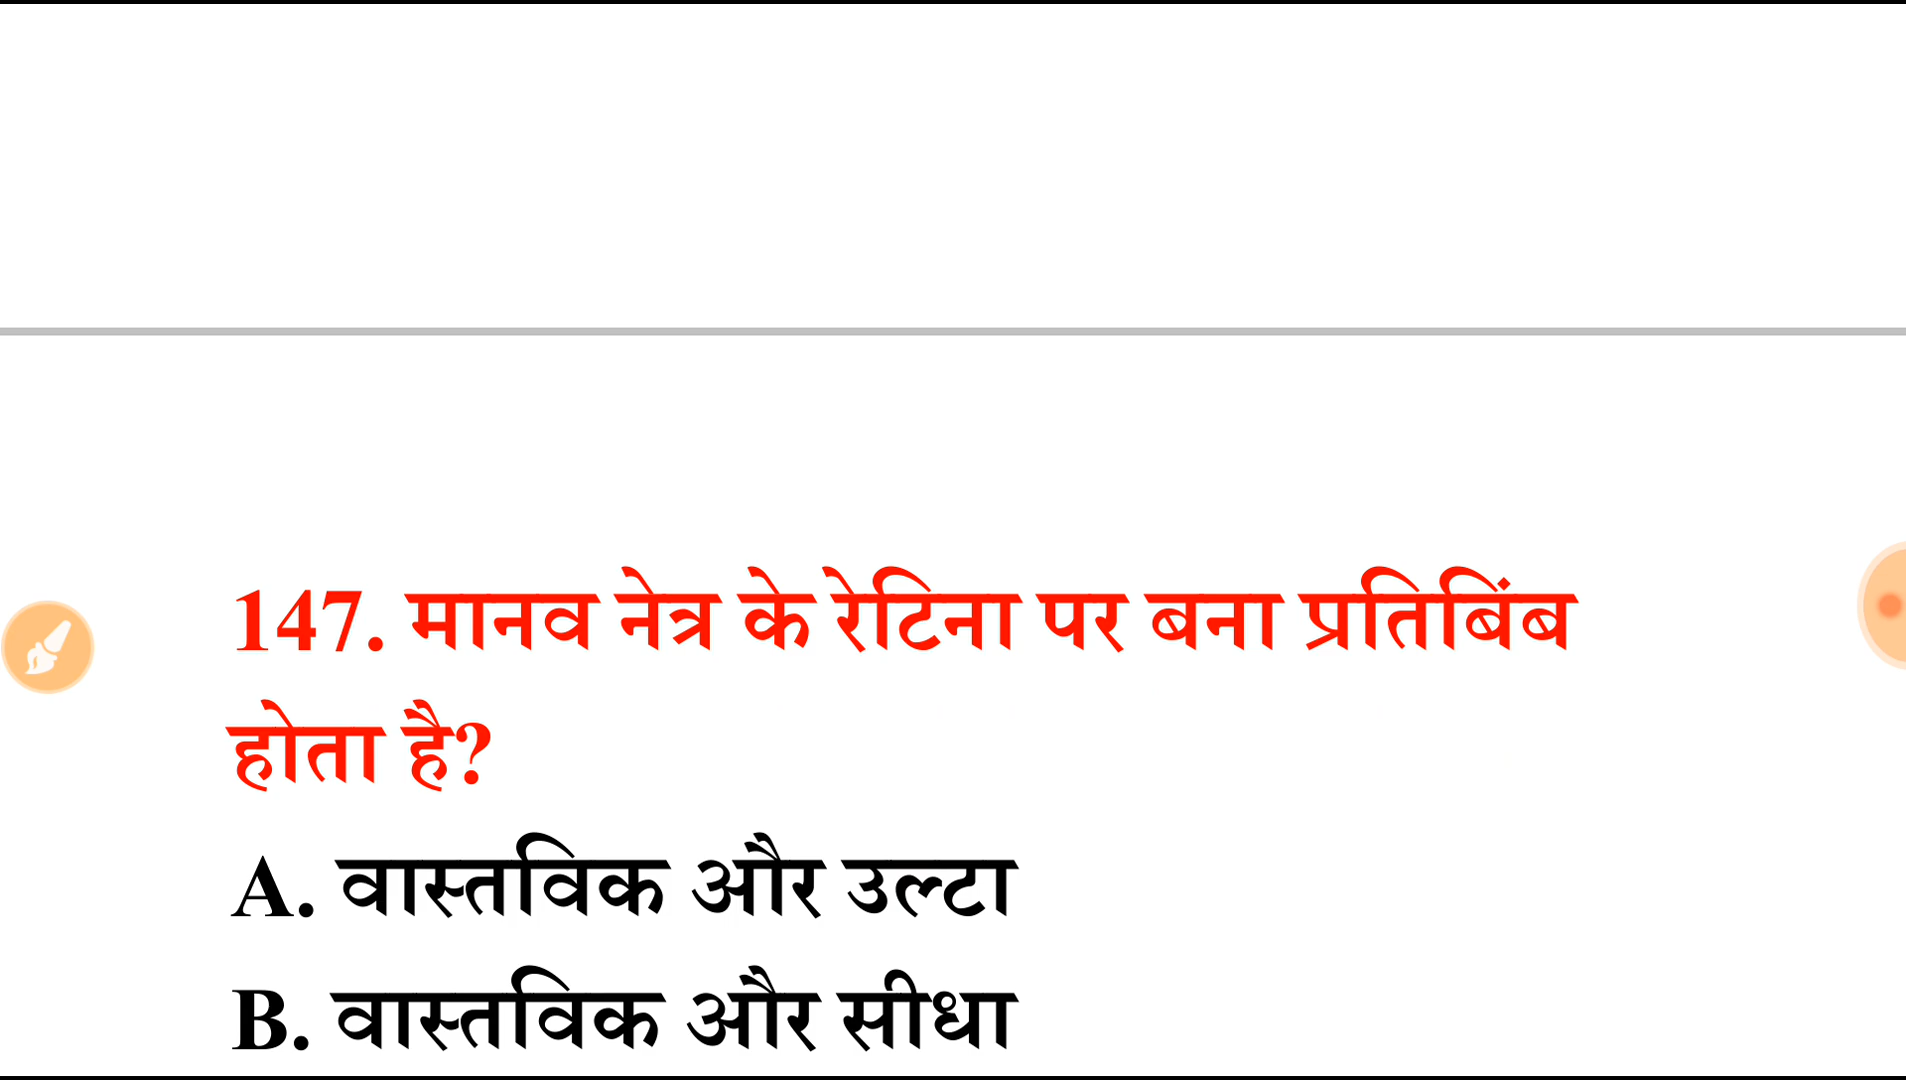 147. मानव नेत्र के रेटिना पर बना प्रतिबिंब
होता है?
A. वास्तविक और उल्टा
B. वास्तविक और सीधा